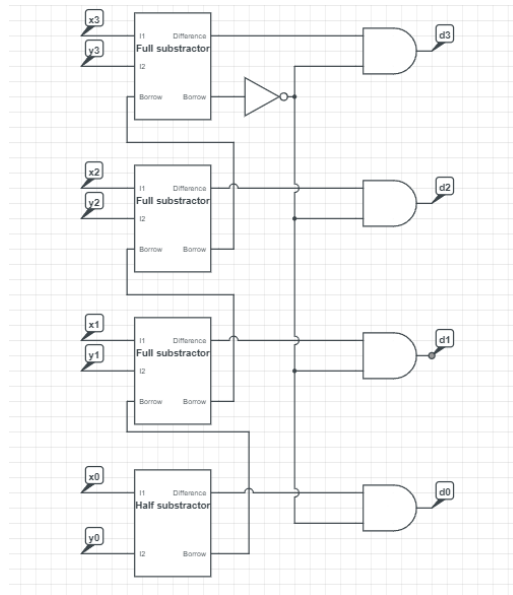 x3
I1 Difference
d3
Full substractor
y3
I2
Borrow Borrow
x2
I1 Difference
d2
Full substractor
y2
I2
Borrow Borrow
x1
I1 Difference
d1
Full substractor
y1
I2
Borrow Borrow
x0
I1 Difference
d0
Half substractor
y0
I2 Borrow